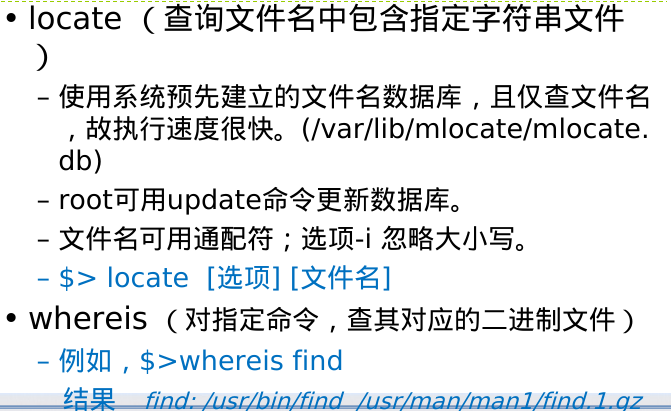 • locate （查询文件名中包含指定字符串文件
）
– 使用系统预先建立的文件名数据库，且仅查文件名
，故执行速度很快。(/var/lib/mlocate/mlocate.
db)
– root可用update命令更新数据库。
– 文件名可用通配符；选项-i 忽略大小写。
– $> locate [选项] [文件名]
• whereis （对指定命令，查其对应的二进制文件）
– 例如，$>whereis find
结果 find: /usr/bin/find /usr/man/man1/find.1.gz